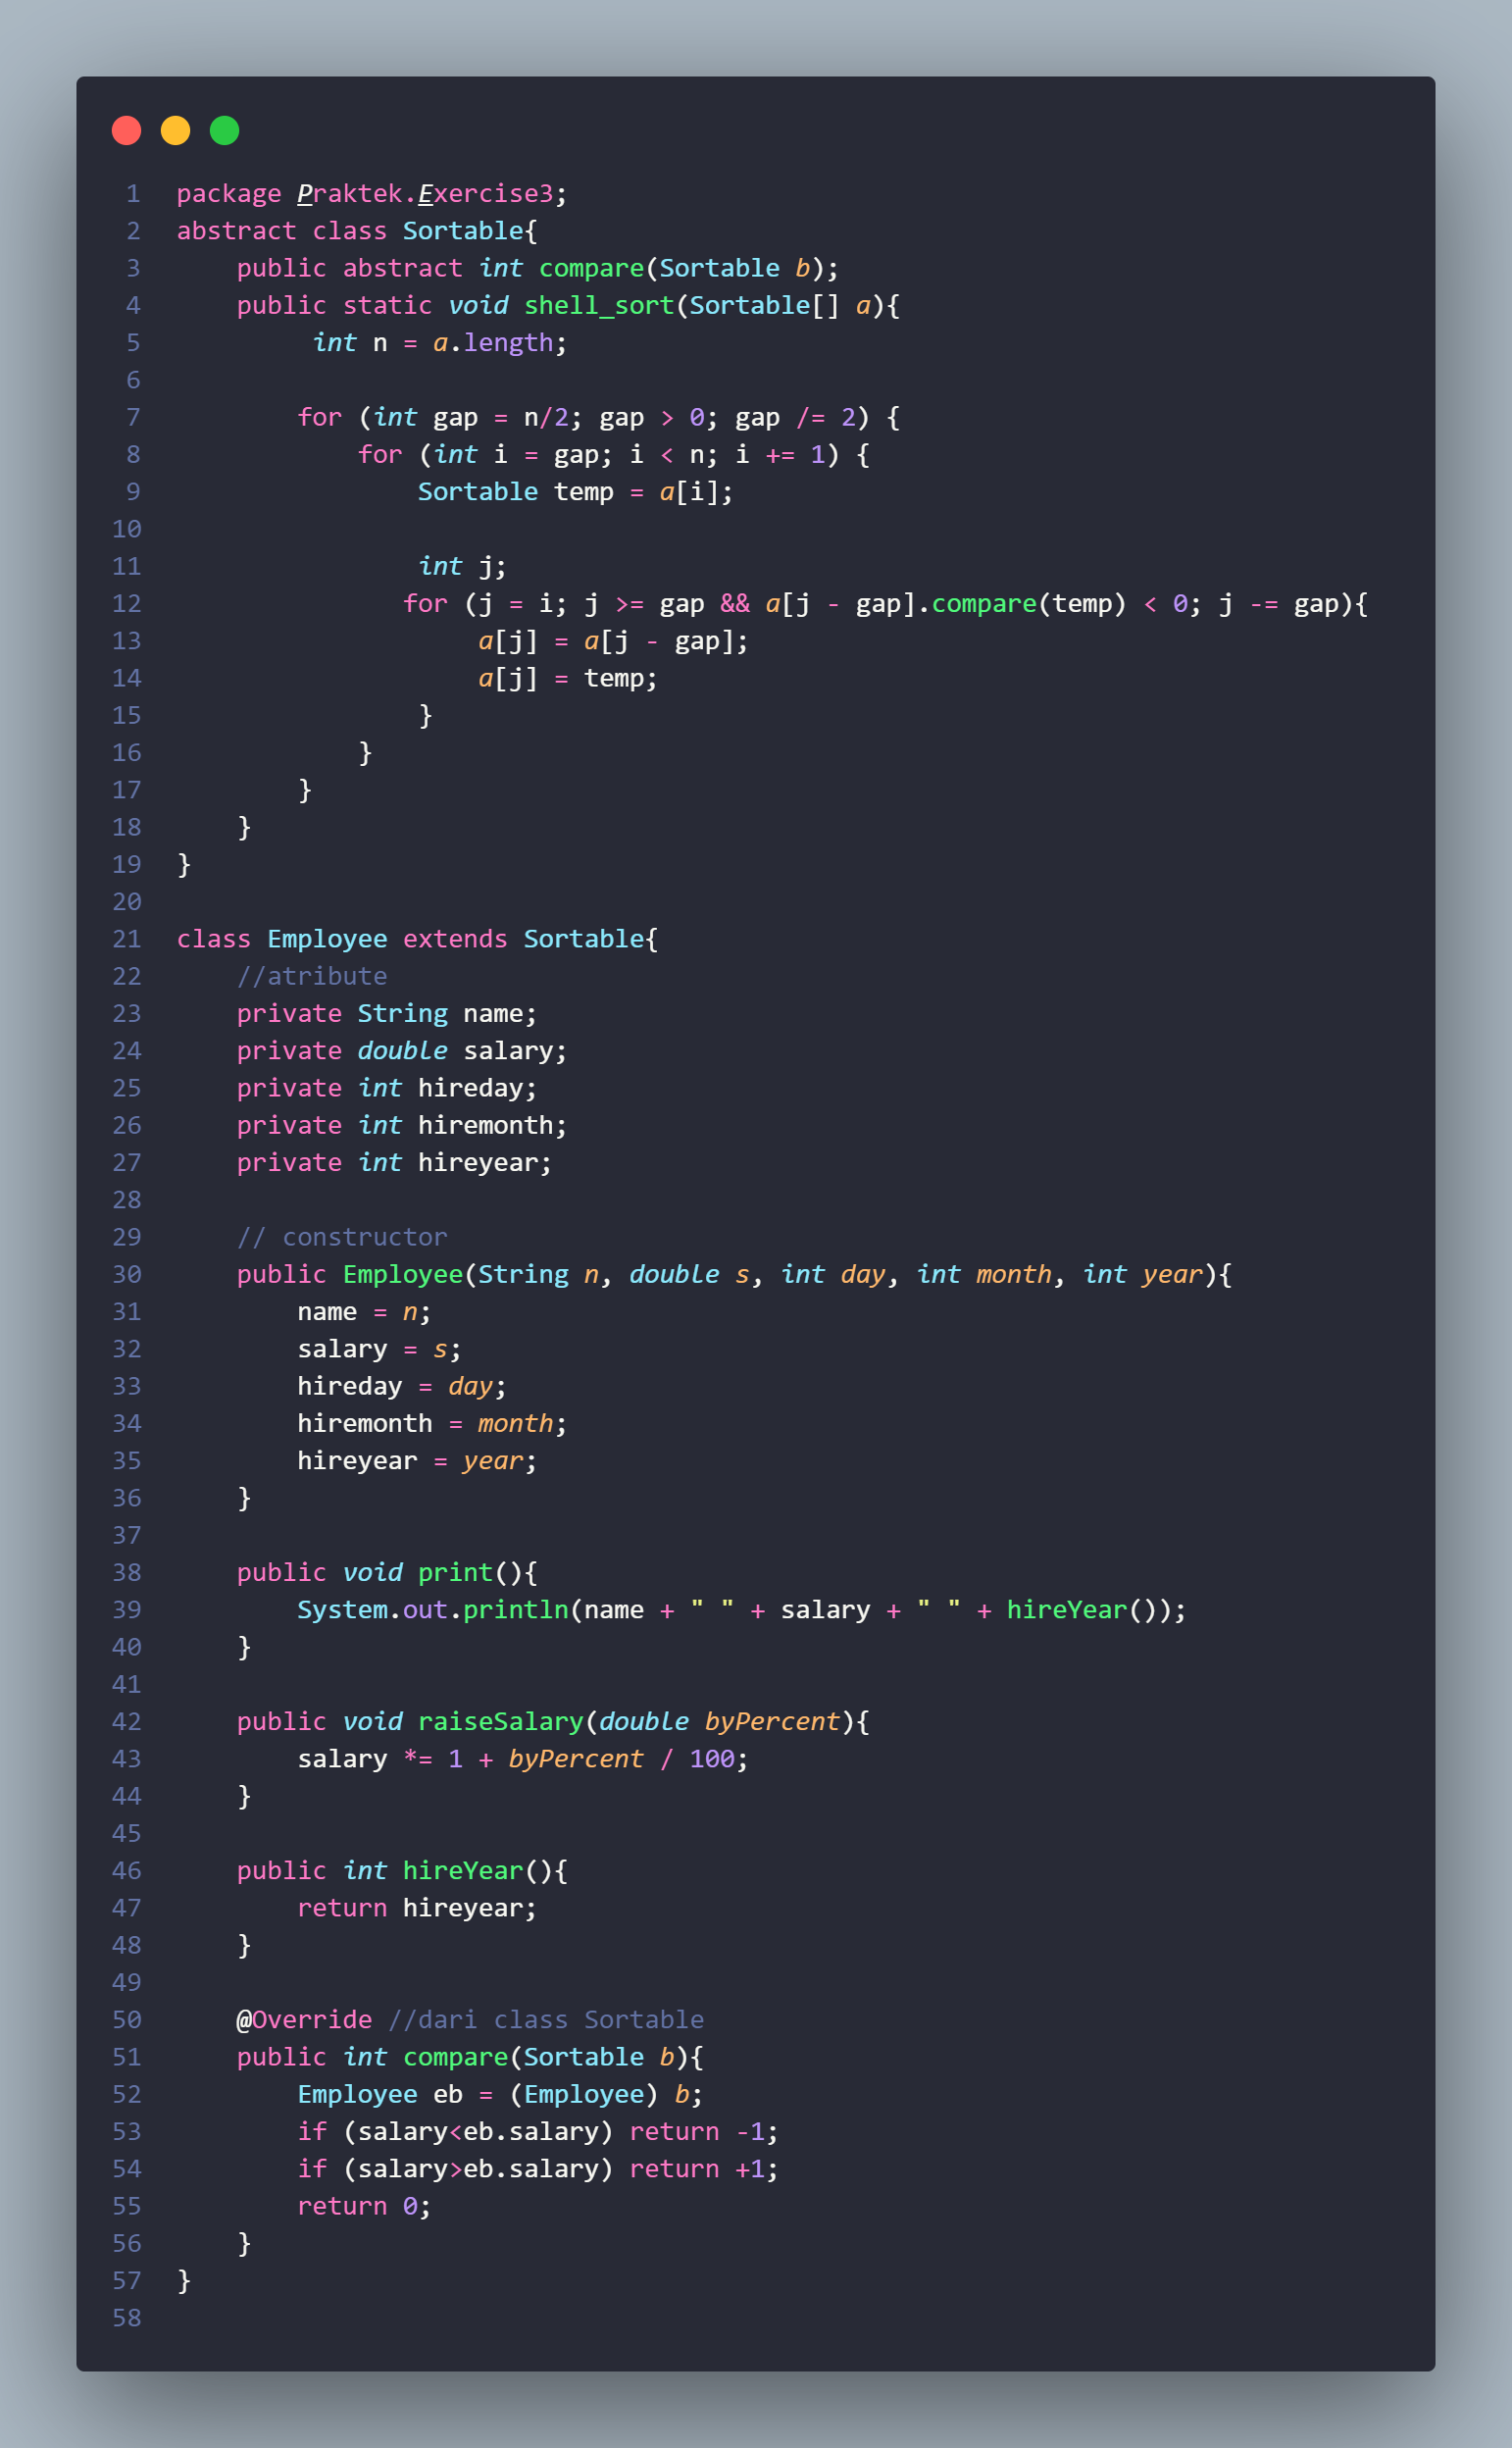 1 package Praktek.Exercise3;
2 abstract class Sortable{
3     public abstract int compare(Sortable b);
4     public static void shell_sort(Sortable[] a){
5          int n = a.length;
6
7         for (int gap = n/2; gap > 0; gap /= 2) {
8             for (int i = gap; i < n; i += 1) {
9                 Sortable temp = a[i];
10
11                 int j;
12                for (j = i; j >= gap && a[j - gap].compare(temp) < 0; j -= gap){
13                     a[j] = a[j - gap];
14                     a[j] = temp;
15                 }
16             }
17         }
18     }
19 }
20
21 class Employee extends Sortable{
22     //atribute
23     private String name;
24     private double salary;
25     private int hireday;
26     private int hiremonth;
27     private int hireyear;
28
29     // constructor
30     public Employee(String n, double s, int day, int month, int year){
31         name = n;
32         salary = s;
33         hireday = day;
34         hiremonth = month;
35         hireyear = year;
36     }
37
38     public void print(){
39         System.out.println(name + " " + salary + " " + hireYear());
40     }
41
42     public void raiseSalary(double byPercent){
43         salary *= 1 + byPercent / 100;
44     }
45
46     public int hireYear(){
47         return hireyear;
48     }
49
50     @Override //dari class Sortable
51     public int compare(Sortable b){
52         Employee eb = (Employee) b;
53         if (salary<eb.salary) return -1;
54         if (salary>eb.salary) return +1;
55         return 0;
56     }
57 }
58